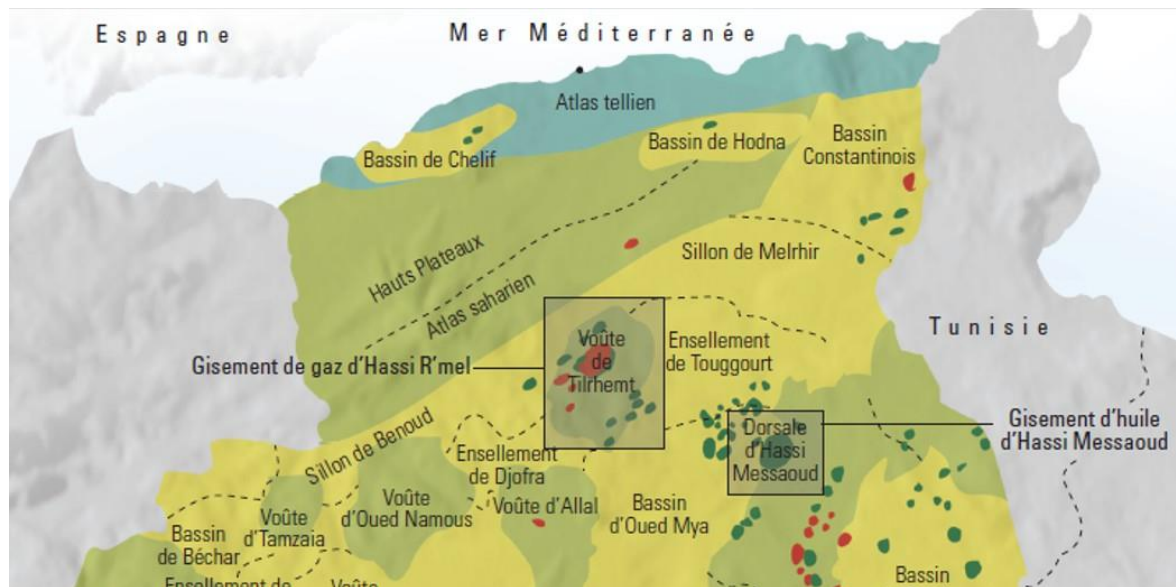 Espagne
Mer Méditerranée
Atlas tellien
Bassin de Chelif
Bassin de Hodna
Bassin
Constantinois
Hauts Plateaux
Atlas saharien
Sillon de Melrhir
Tunisie
Voûte
de
Tilrhemt
Ensellement
de Touggourt
Gisement de gaz d'Hassi R'mel
Gisement d'huile
d'Hassi Messaoud
Dorsale
d'Hassi
Messaoud
Sillon de Benoud
Ensellement
de Djofra
Voûte
d'Oued Namous
Voûte d'Allal
Bassin
d'Oued Mya
Voûte
d'Tamzaia
Bassin
de Béchar
Ensellement de
Voûte
Bassin